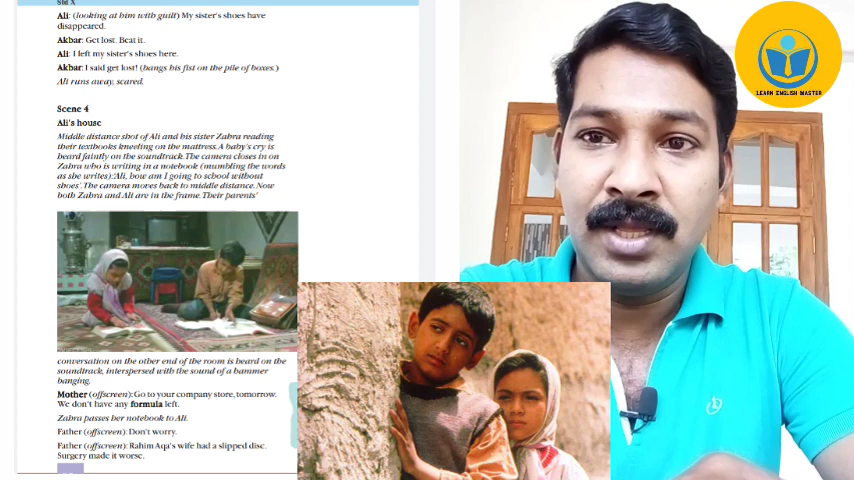 Std X
Ali: (looking at him with guilt) My sister's shoes have
disappeared.
Akbar: Get lost. Beat it.
Ali: I left my sister's shoes here.
Akbar: I said get lost! (bangs his fist on the pile of boxes.)
Ali runs away, scared.
Scene 4
Ali's house
Middle distance shot of Ali and his sister Zahra reading
their textbooks kneeling on the mattress. A baby's cry is
heard faintly on the soundtrack. The camera closes in on
Zahra who is writing in a notebook (mumbling the words
as she writes):'Ali, how am I going to school without
shoes'. The camera moves back to middle distance. Now
both Zahra and Ali are in the frame. Their parents'
conversation on the other end of the room is heard on the
soundtrack, interspersed with the sound of a hammer
banging.
Mother (offscreen): Go to your company store, tomorrow.
We don't have any formula left.
Zahra passes her notebook to Ali.
Father (offscreen): Don't worry.
Father (offscreen): Rahim Aqa's wife had a slipped disc.
Surgery made it worse.
LEARN ENGLISH MASTER